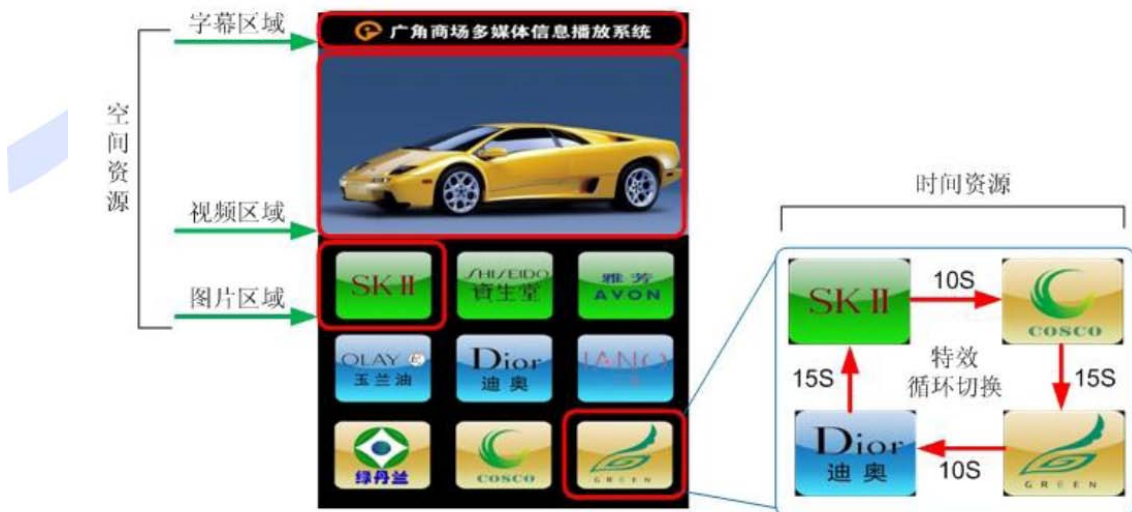 字幕区域
广角商场多媒体信息播放系统
空间资源
视频区域
图片区域
SK II
SHISEIDO
資生堂
雅芳
AVON
OLAY
玉兰油
Dior
迪奥
绿丹兰
COSCO
GREEN
时间资源
SK II
10S
COSCO
15S
特效
循环切换
15S
Dior
迪奥
10S
GREEN